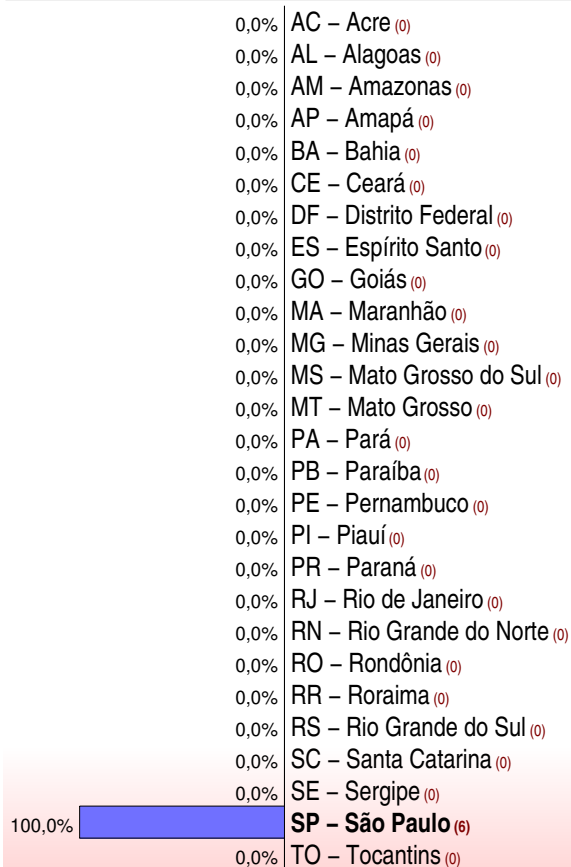 0,0% AC – Acre (0)
0,0% AL – Alagoas (0)
0,0% AM – Amazonas (0)
0,0% AP – Amapá (0)
0,0% BA – Bahia (0)
0,0% CE – Ceará (0)
0,0% DF – Distrito Federal (0)
0,0% ES – Espírito Santo (0)
0,0% GO – Goiás (0)
0,0% MA – Maranhão (0)
0,0% MG – Minas Gerais (0)
0,0% MS – Mato Grosso do Sul (0)
0,0% MT – Mato Grosso (0)
0,0% PA – Pará (0)
0,0% PB – Paraíba (0)
0,0% PE – Pernambuco (0)
0,0% PI – Piauí (0)
0,0% PR – Paraná (0)
0,0% RJ – Rio de Janeiro (0)
0,0% RN – Rio Grande do Norte (0)
0,0% RO – Rondônia (0)
0,0% RR – Roraima (0)
0,0% RS – Rio Grande do Sul (0)
0,0% SC – Santa Catarina (0)
0,0% SE – Sergipe (0)
100,0% SP – São Paulo (6)
0,0% TO – Tocantins (0)